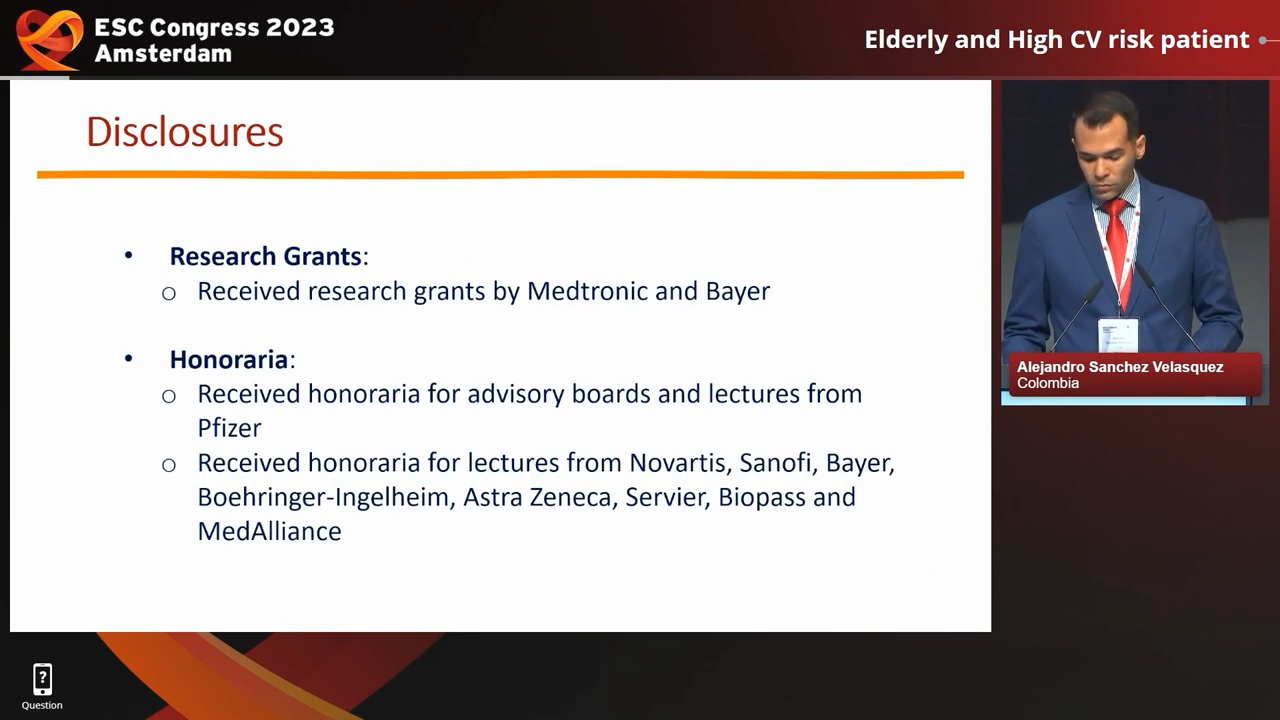 ESC Congress 2023
Amsterdam
Elderly and High CV risk patient
Disclosures
• Research Grants:
o Received research grants by Medtronic and Bayer
• Honoraria:
o Received honoraria for advisory boards and lectures from
Pfizer
o Received honoraria for lectures from Novartis, Sanofi, Bayer,
Boehringer-Ingelheim, Astra Zeneca, Servier, Biopass and
MedAlliance
Alejandro Sanchez Velasquez
Colombia
?
Question